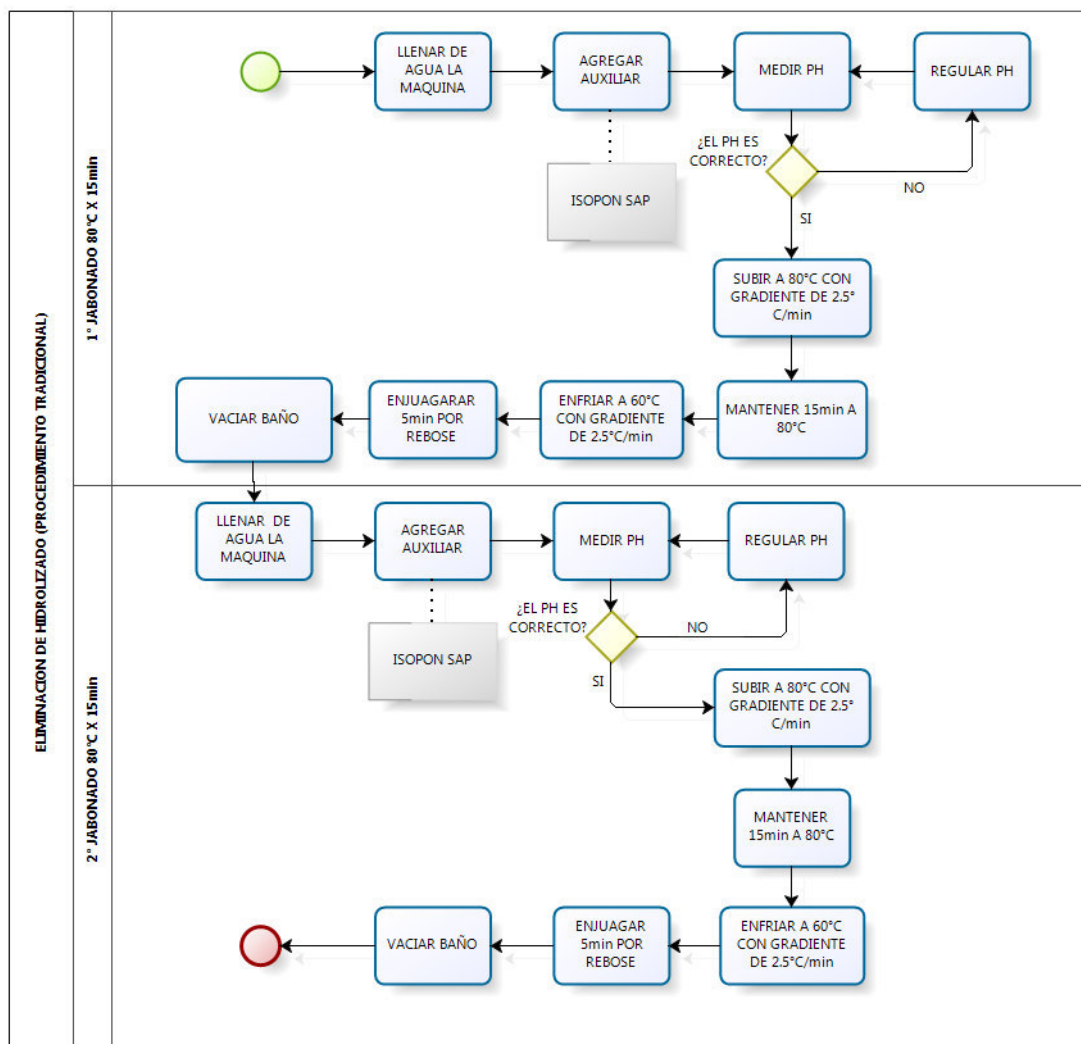 ELIMINACION DE HIDROLIZADO (PROCEDIMIENTO TRADICIONAL)
1° JABONADO 80°C X 15min
LLENAR DE
AGUA LA
MAQUINA
AGREGAR
AUXILIAR
MEDIR PH
REGULAR PH
ISOPON SAP
¿EL PH ES
CORRECTO?
NO
SI
SUBIR A 80°C CON
GRADIENTE DE 2.5°
C/min
MANTENER 15min A
80°C
ENFRIAR A 60°C
CON GRADIENTE
DE 2.5°C/min
ENJUAGARAR
5min POR
REBOSE
VACIAR BAÑO
2° JABONADO 80°C X 15min
LLENAR DE
AGUA LA
MAQUINA
AGREGAR
AUXILIAR
MEDIR PH
REGULAR PH
ISOPON SAP
¿EL PH ES
CORRECTO?
NO
SI
SUBIR A 80°C CON
GRADIENTE DE 2.5°
C/min
MANTENER
15min A 80°C
ENFRIAR A 60°C
CON GRADIENTE
DE 2.5°C/min
ENJUAGAR
5min POR
REBOSE
VACIAR BAÑO